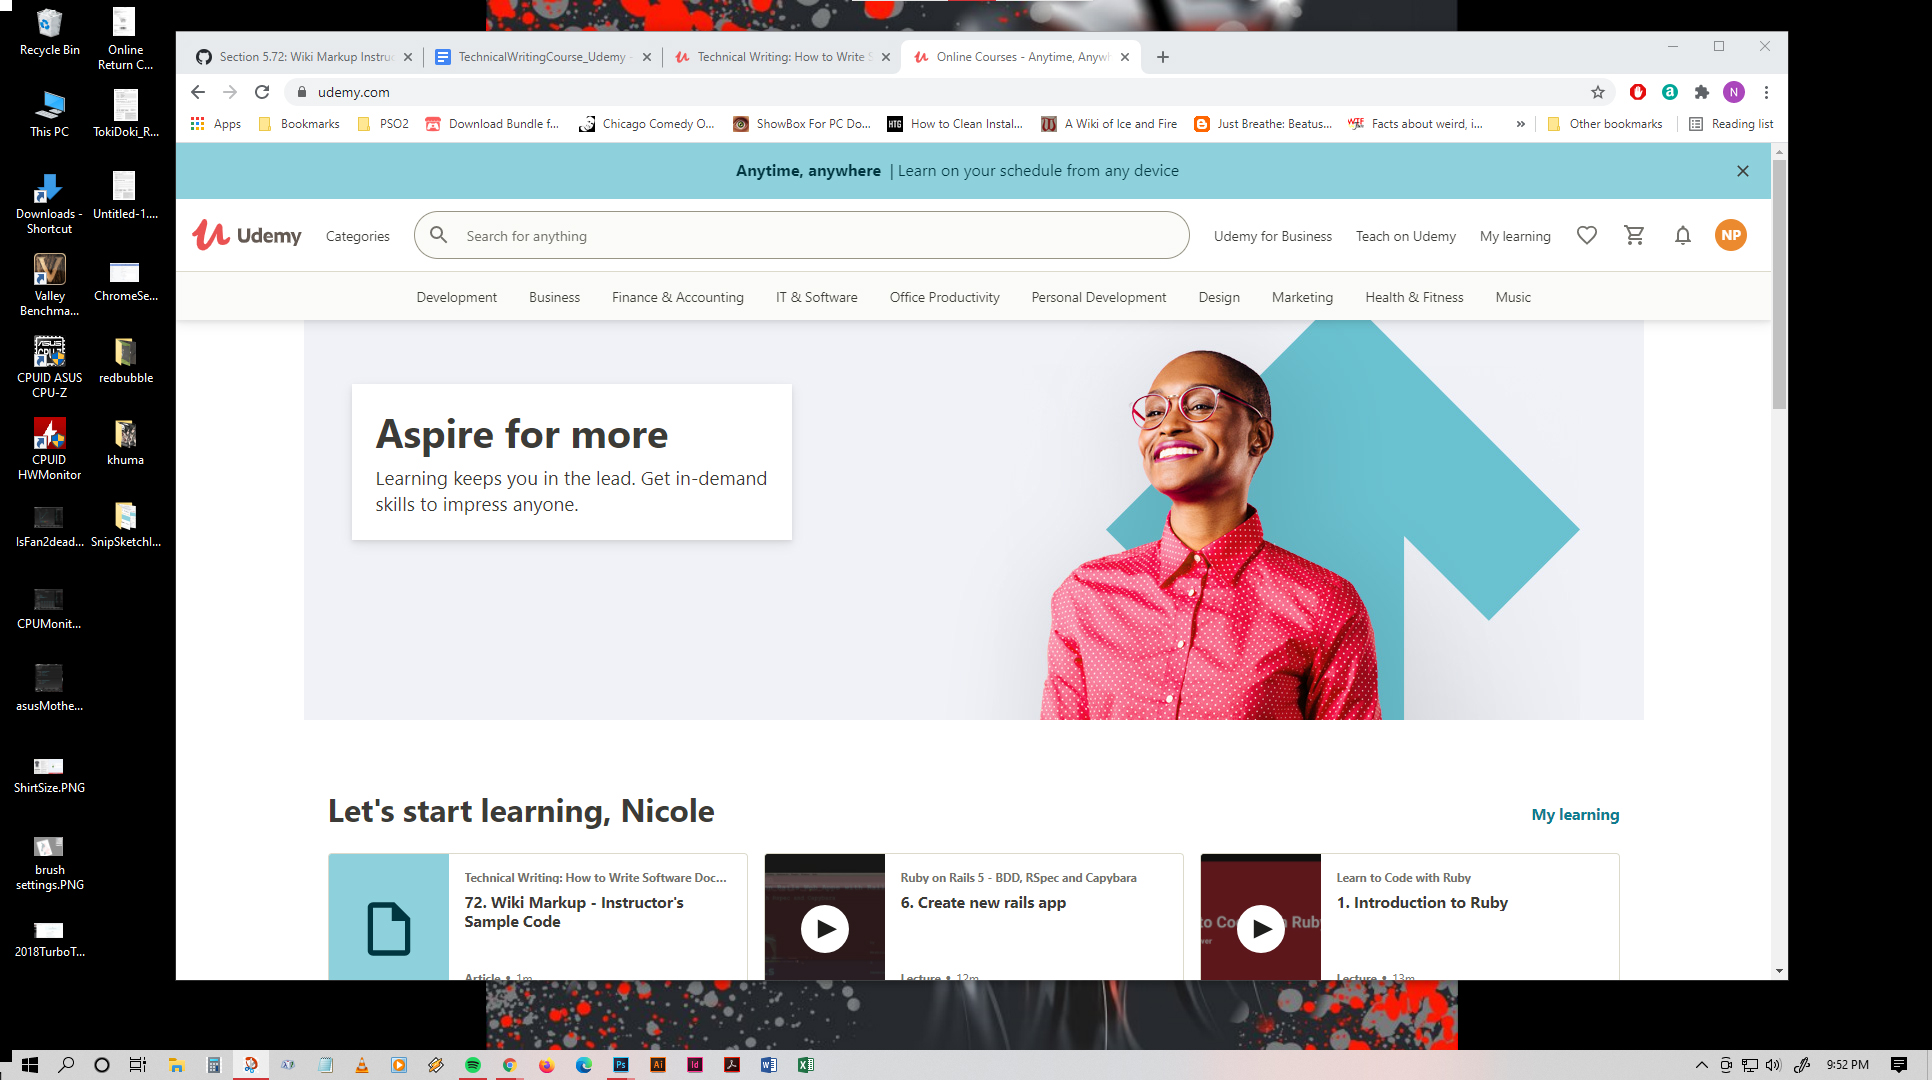 Recycle Bin
Online
Return C...
This PC
TokiDoki_R...
Downloads -
Shortcut
Untitled-1....
Valley
Benchma...
ChromeSe...
CPUID ASUS
CPU-Z
redbubble
CPUID
HWMonitor
khuma
IsFan2dead...
SnipSketchI...
CPUMonit...
asusMothe...
ShirtSize.PNG
brush
settings.PNG
2018TurboT...
Section 5.72: Wiki Markup Instruc
TechnicalWritingCourse_Udemy -
Technical Writing: How to Write S
Online Courses - Anytime, Anywh
udemy.com
N
Apps
Bookmarks
PSO2
Download Bundle f...
Chicago Comedy O...
ShowBox For PC Do...
HTG
How to Clean Instal...
A Wiki of Ice and Fire
Just Breathe: Beatus...
WTF
Facts about weird, i...
»
Other bookmarks
Reading list
Anytime, anywhere | Learn on your schedule from any device
Udemy
Categories
Search for anything
Udemy for Business
Teach on Udemy
My learning
NP
Development
Business
Finance & Accounting
IT & Software
Office Productivity
Personal Development
Design
Marketing
Health & Fitness
Music
Aspire for more
Learning keeps you in the lead. Get in-demand
skills to impress anyone.
Let's start learning, Nicole
My learning
Technical Writing: How to Write Software Doc...
72. Wiki Markup - Instructor's
Sample Code
Article • 1m
Ruby on Rails 5 - BDD, RSpec and Capybara
6. Create new rails app
Lecture • 12m
Learn to Code with Ruby
1. Introduction to Ruby
Lecture • 13m
Ps
Ai
Id
9:52 PM